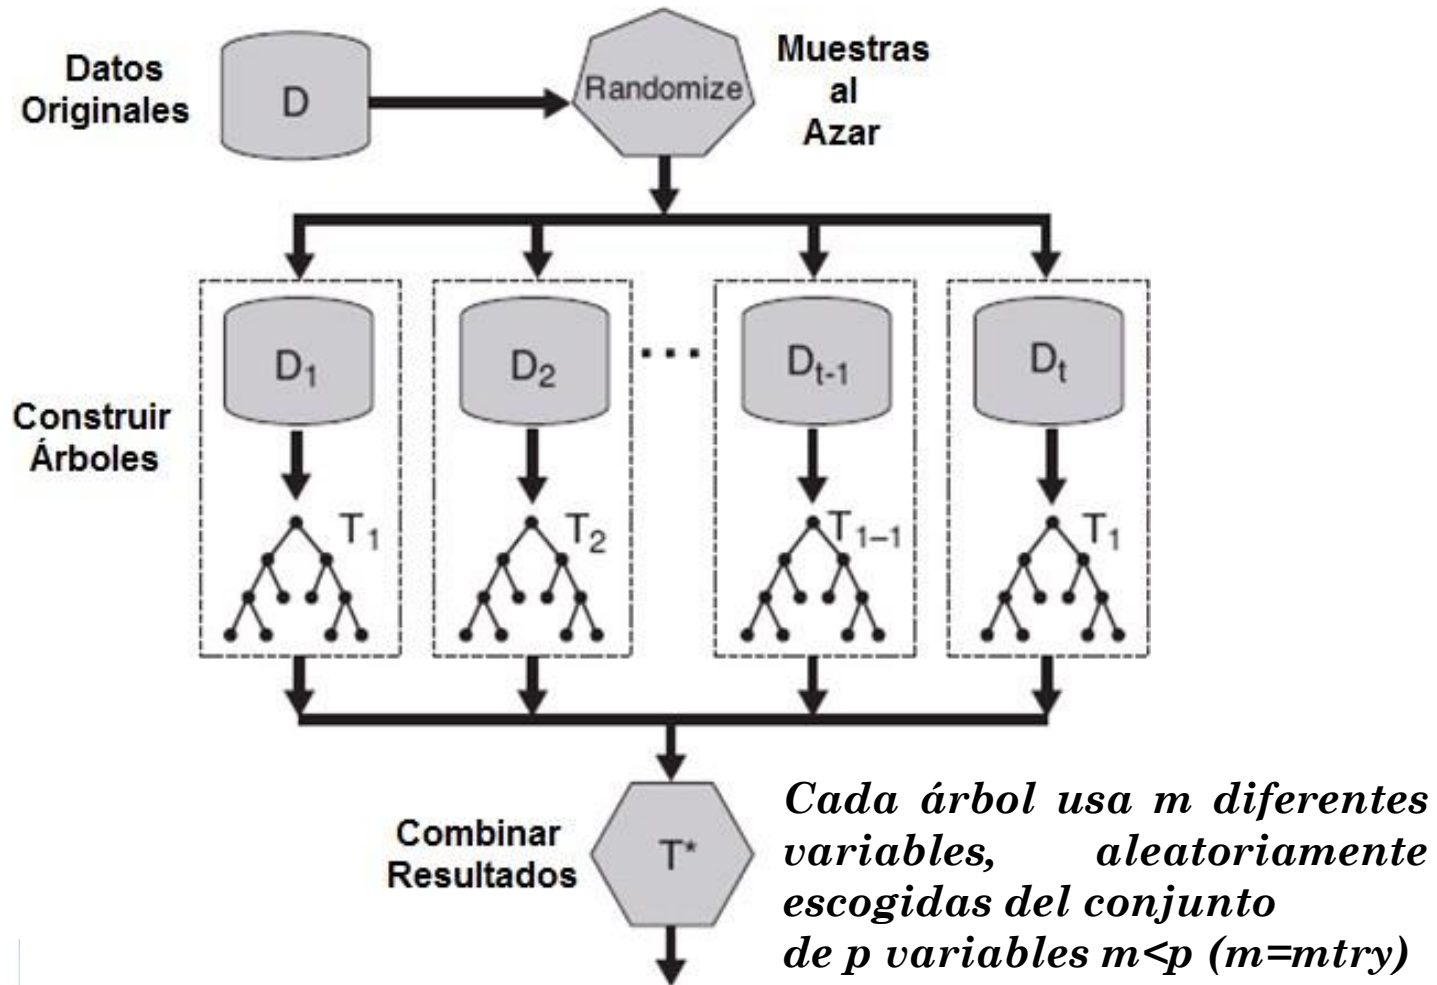 Datos
Originales
D
Randomize
Muestras
al
Azar
D₁
D₂
...
Dₜ₋₁
Dₜ
Construir
Árboles
T₁
T₂
T₁₋₁
T₁
Combinar
Resultados
T*
Cada árbol usa m diferentes
variables, aleatoriamente
escogidas del conjunto
de p variables m<p (m=mtry)